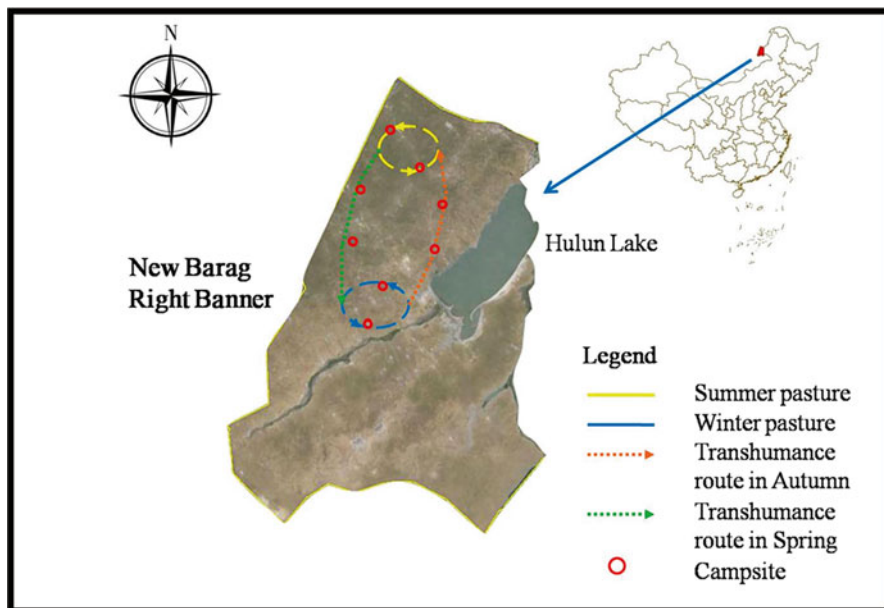 N
Hulun Lake
New Barag
Right Banner
Legend
Summer pasture
Winter pasture
Transhumance
route in Autumn
Transhumance
route in Spring
Campsite